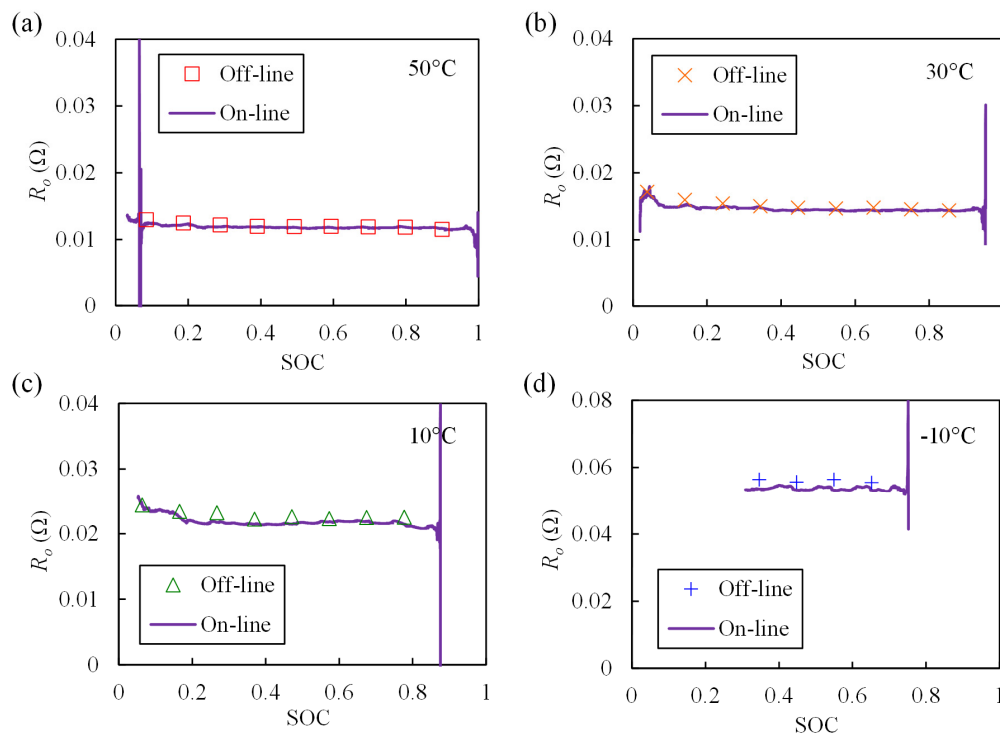 (a)
0.04
0.03
0.02
0.01
0
Rₒ (Ω)
Off-line
On-line
50°C
0 0.2 0.4 0.6 0.8 1
SOC
(b)
0.04
0.03
0.02
0.01
0
Rₒ (Ω)
Off-line
On-line
30°C
0 0.2 0.4 0.6 0.8 1
SOC
(c)
0.04
0.03
0.02
0.01
0
Rₒ (Ω)
10°C
Off-line
On-line
0 0.2 0.4 0.6 0.8 1
SOC
(d)
0.08
0.06
0.04
0.02
0
Rₒ (Ω)
-10°C
Off-line
On-line
0 0.2 0.4 0.6 0.8 1
SOC